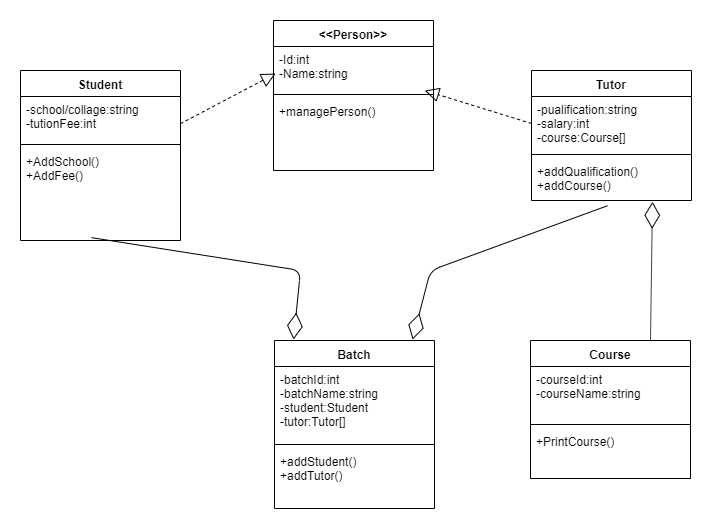 <<Person>>
-Id:int
-Name:string
+managePerson()
Student
-school/collage:string
-tutionFee:int
+AddSchool()
+AddFee()
Tutor
-pualification:string
-salary:int
-course:Course[]
+addQualification()
+addCourse()
Batch
-batchId:int
-batchName:string
-student:Student
-tutor:Tutor[]
+addStudent()
+addTutor()
Course
-courseId:int
-courseName:string
+PrintCourse()